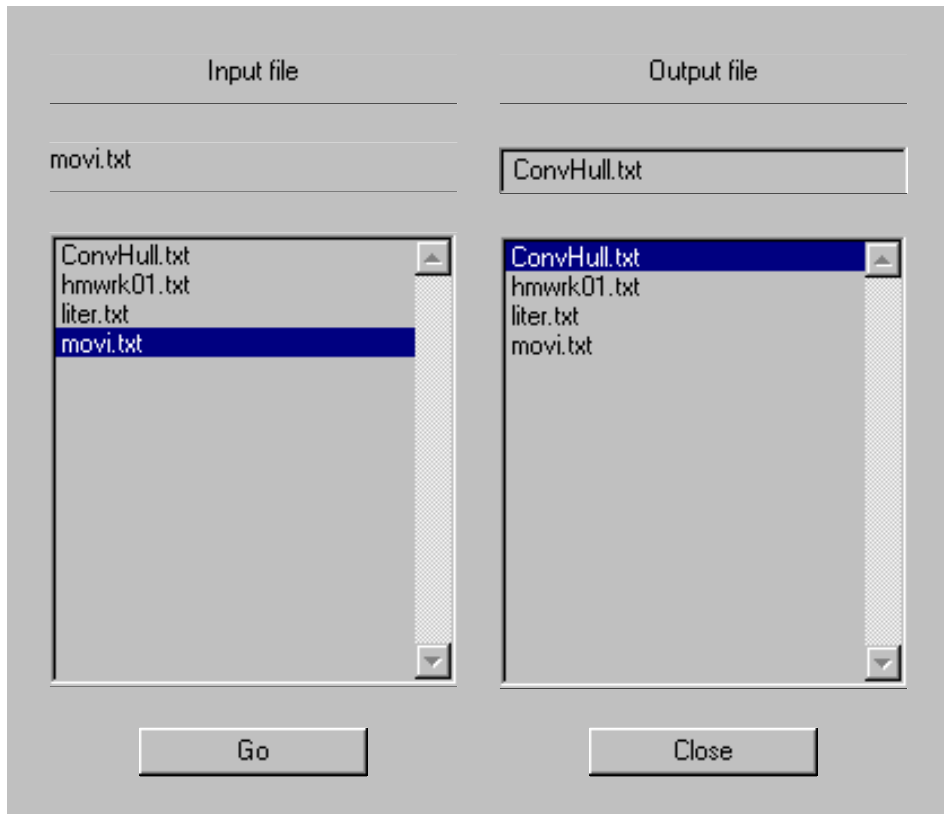 Input file
Output file
movi.txt
ConvHull.txt
ConvHull.txt
hmwrk01.txt
liter.txt
movi.txt
ConvHull.txt
hmwrk01.txt
liter.txt
movi.txt
Go
Close